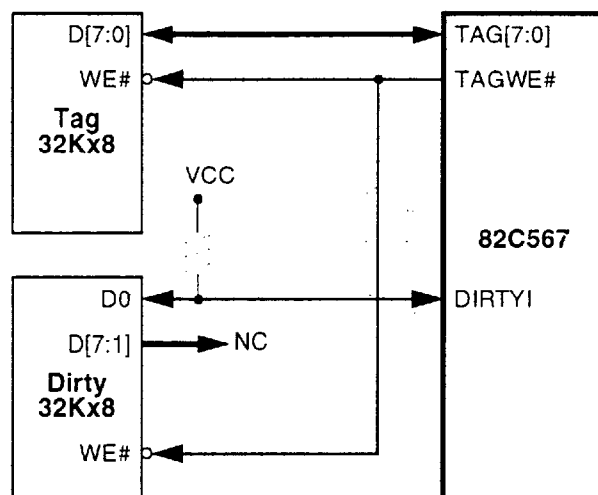 D[7:0]
TAG[7:0]
WE#
TAGWE#
Tag
32Kx8
VCC
82C567
D0
DIRTYI
D[7:1]
NC
Dirty
32Kx8
WE#